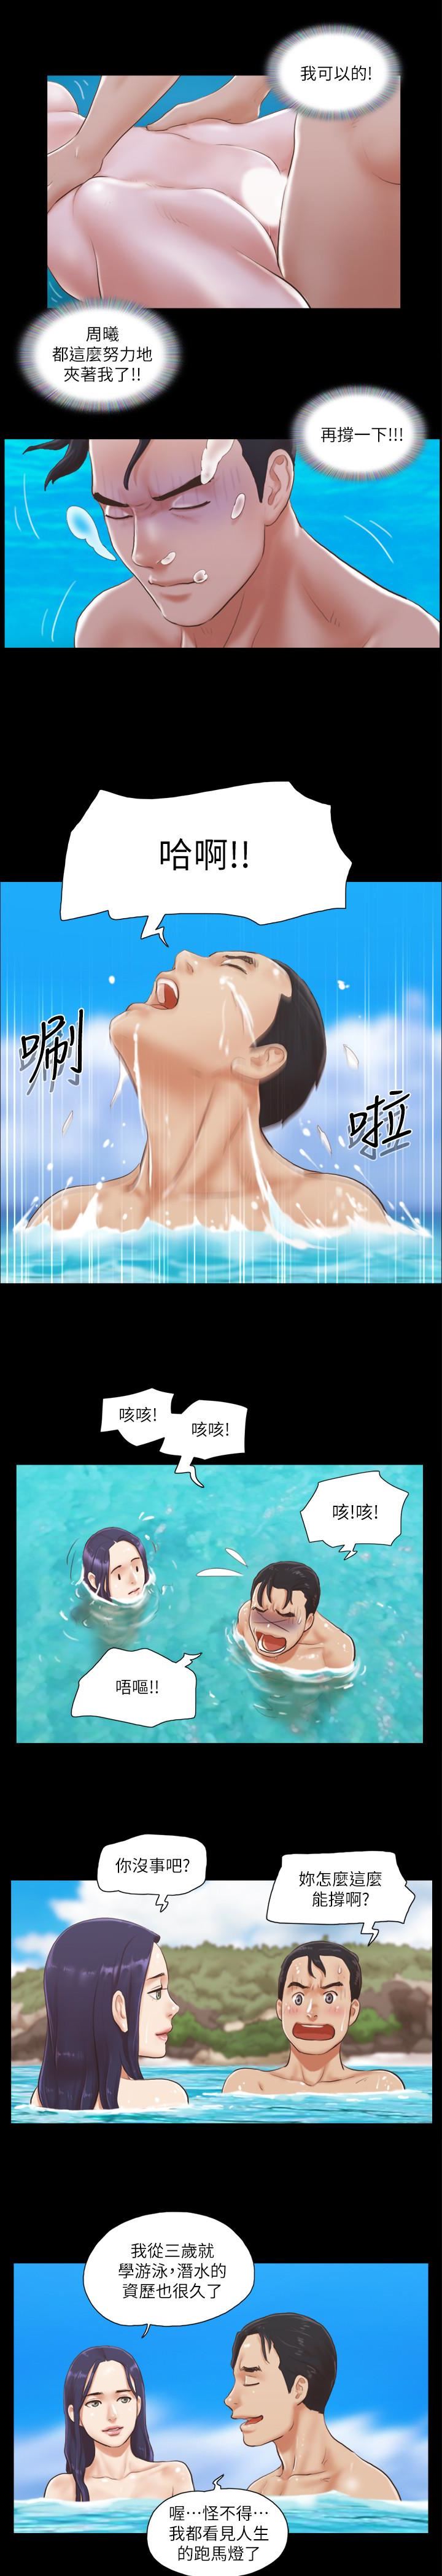 我可以的!
周曦
都這麼努力地
夾著我了!!
再撐一下!!!
哈啊!!
唰
啦
咳咳!
咳咳!
咳!咳!
唔嘔!!
你沒事吧?
妳怎麼這麼
能撐啊?
我從三歲就
學游泳,潛水的
資歷也很久了
喔…怪不得…
我都看見人生
的跑馬燈了